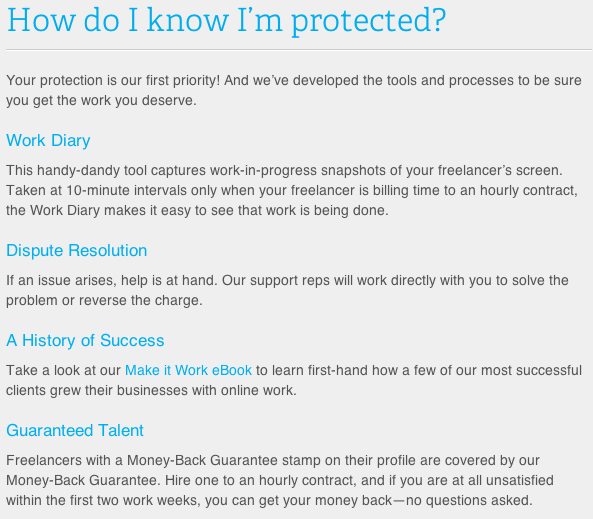 How do I know I’m protected?
Your protection is our first priority! And we’ve developed the tools and processes to be sure
you get the work you deserve.
Work Diary
This handy-dandy tool captures work-in-progress snapshots of your freelancer’s screen.
Taken at 10-minute intervals only when your freelancer is billing time to an hourly contract,
the Work Diary makes it easy to see that work is being done.
Dispute Resolution
If an issue arises, help is at hand. Our support reps will work directly with you to solve the
problem or reverse the charge.
A History of Success
Take a look at our Make it Work eBook to learn first-hand how a few of our most successful
clients grew their businesses with online work.
Guaranteed Talent
Freelancers with a Money-Back Guarantee stamp on their profile are covered by our
Money-Back Guarantee. Hire one to an hourly contract, and if you are at all unsatisfied
within the first two work weeks, you can get your money back—no questions asked.